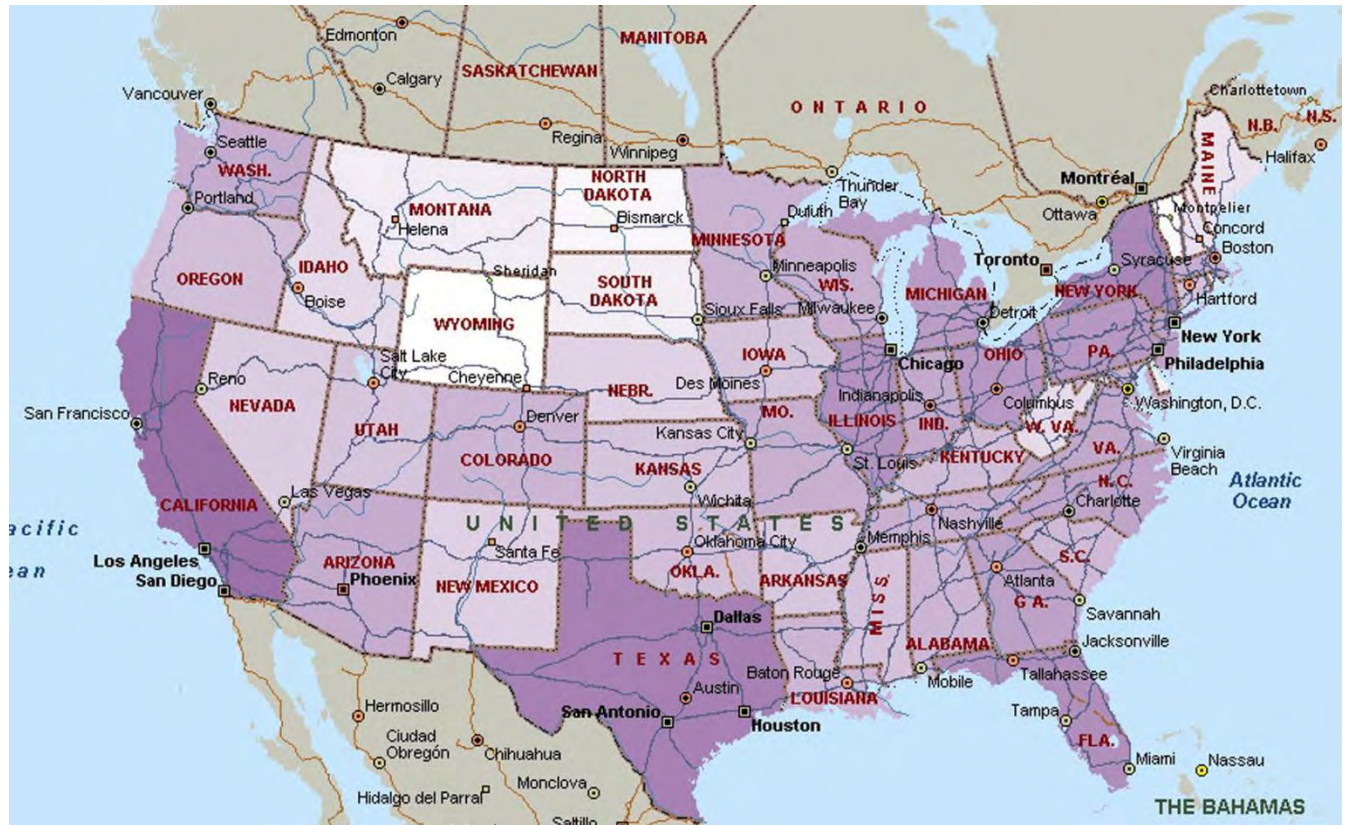 MANITOBA
Edmonton
SASKATCHEWAN
Calgary
Vancouver
ONTARIO
Charlottetown
N.B.
N.S.
Regina
Winnipeg
Seattle
WASH.
Halifax
MAINE
Thunder
Bay
Montréal
NORTH
DAKOTA
Portland
MONTANA
Helena
Bismarck
Duluth
Ottawa
Montpelier
Concord
Boston
MINNESOTA
IDAHO
OREGON
Sheridan
Minneapolis
WIS.
Toronto
Syracuse
SOUTH
DAKOTA
MICHIGAN
NEW YORK
Boise
Hartford
WYOMING
Sioux Falls
Milwaukee
Detroit
New York
Salt Lake
City
IOWA
OHIO
PA.
Chicago
Philadelphia
Reno
Cheyenne
NEBR.
Des Moines
Indianapolis
Columbus
Washington, D.C.
NEVADA
San Francisco
UTAH
Denver
MO.
ILLINOIS
IND.
W. VA.
Kansas City
VA.
Virginia
Beach
COLORADO
KANSAS
St. Louis
KENTUCKY
Atlantic
Ocean
Las Vegas
Wichita
N.C.
CALIFORNIA
Charlotte
UNITED STATES
Nashville
acific
ean
Santa Fe
Oklahoma City
Memphis
Los Angeles
ARIZONA
S.C.
San Diego
Phoenix
NEW MEXICO
OKLA.
ARKANSAS
Atlanta
GA.
MISS.
Savannah
Dallas
ALABAMA
Jacksonville
TEXAS
Baton Rouge
Mobile
Tallahassee
Austin
LOUISIANA
Hermosillo
San Antonio
Houston
Tampa
Ciudad
Obregón
Chihuahua
FLA.
Miami
Nassau
Monclova
Hidalgo del Parral
THE BAHAMAS
Saltillo